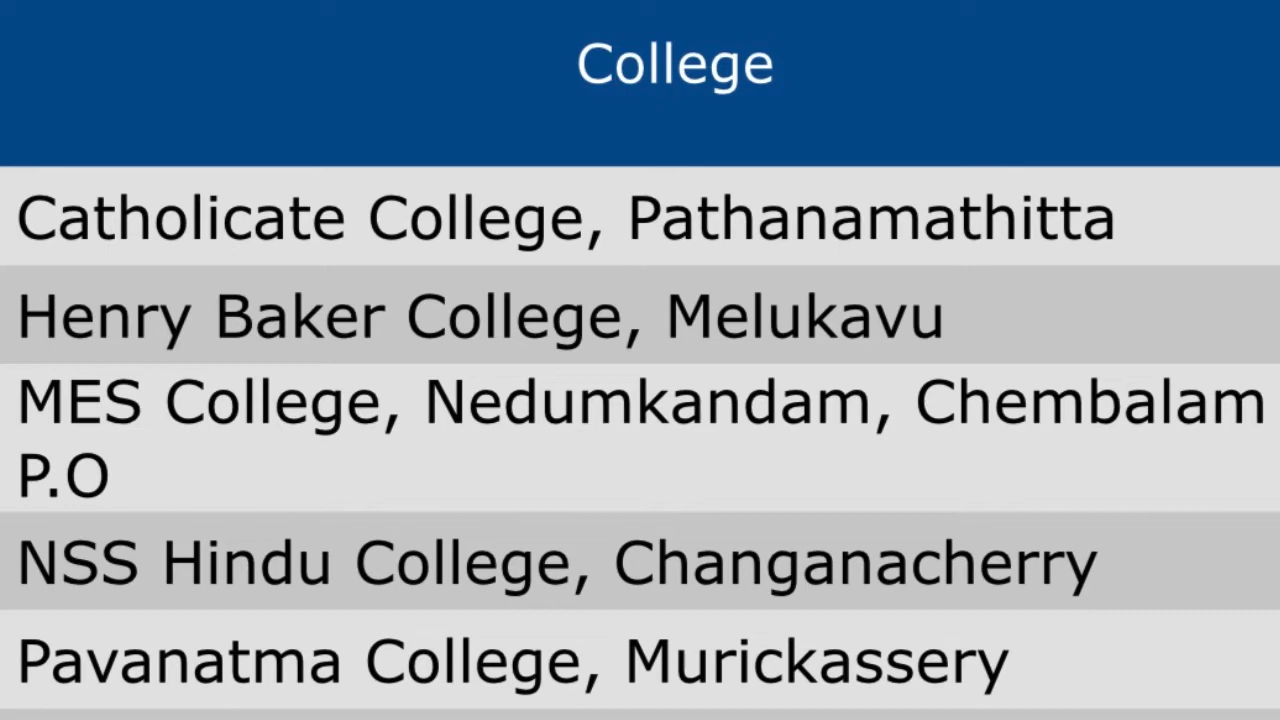 College
Catholicate College, Pathanamathitta
Henry Baker College, Melukavu
MES College, Nedumkandam, Chembalam
P.O
NSS Hindu College, Changanacherry
Pavanatma College, Murickassery